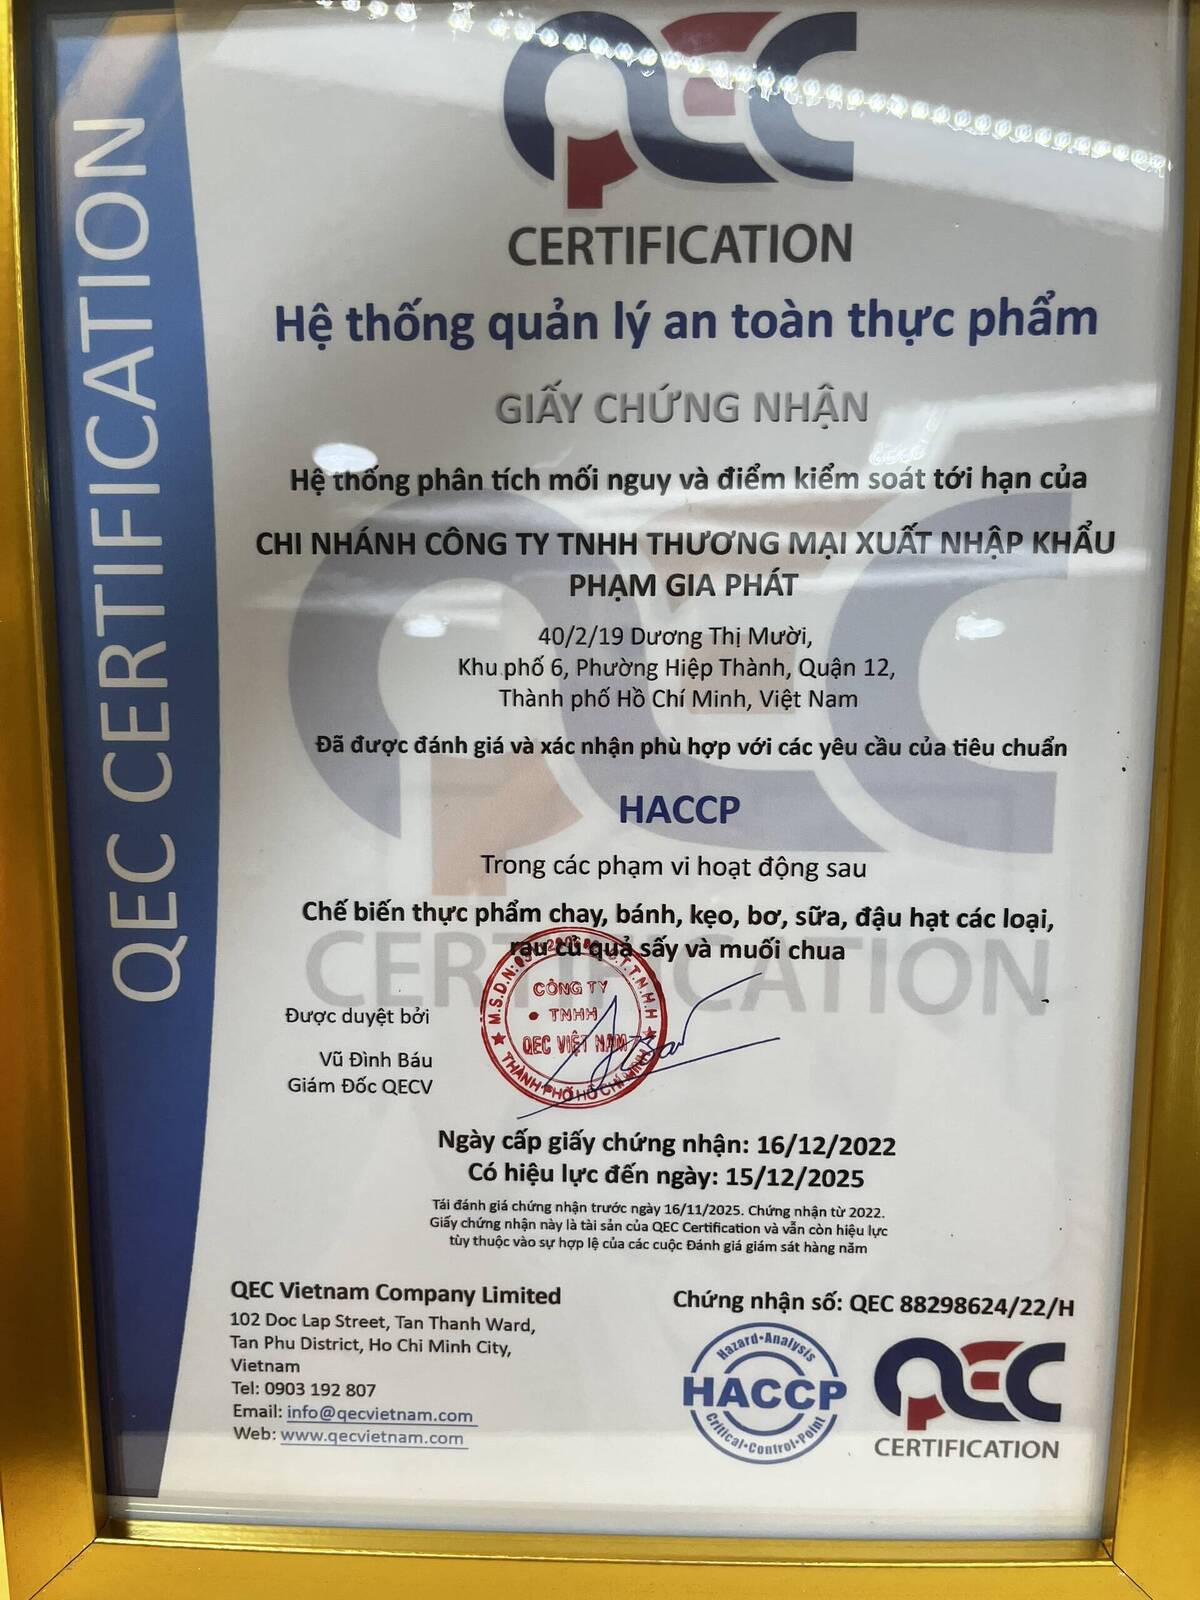 QEC CERTIFICATION
QEC
CERTIFICATION
Hệ thống quản lý an toàn thực phẩm
GIẤY CHỨNG NHẬN
Hệ thống phân tích mối nguy và điểm kiểm soát tới hạn của
CHI NHÁNH CÔNG TY TNHH THƯƠNG MẠI XUẤT NHẬP KHẨU
PHẠM GIA PHÁT
40/2/19 Dương Thị Mười,
Khu phố 6, Phường Hiệp Thành, Quận 12,
Thành phố Hồ Chí Minh, Việt Nam
Đã được đánh giá và xác nhận phù hợp với các yêu cầu của tiêu chuẩn
HACCP
Trong các phạm vi hoạt động sau
Chế biến thực phẩm chay, bánh, kẹo, bơ, sữa, đậu hạt các loại,
rau củ quả sấy và muối chua
QEC
CERTIFICATION
M.S.D.N:
C.T.T.N.H.H
CÔNG TY
TNHH
QEC VIỆT NAM
THÀNH PHỐ HỒ CHÍ MINH
Được duyệt bởi
Vũ Đình Báu
Giám Đốc QECV
Ngày cấp giấy chứng nhận: 16/12/2022
Có hiệu lực đến ngày: 15/12/2025
Tái đánh giá chứng nhận trước ngày 16/11/2025. Chứng nhận từ 2022.
Giấy chứng nhận này là tài sản của QEC Certification và vẫn còn hiệu lực
tùy thuộc vào sự hợp lệ của các cuộc Đánh giá giám sát hàng năm
QEC Vietnam Company Limited
102 Doc Lap Street, Tan Thanh Ward,
Tan Phu District, Ho Chi Minh City,
Vietnam
Tel: 0903 192 807
Email: info@qecvietnam.com
Web: www.qecvietnam.com
Chứng nhận số: QEC 88298624/22/H
Hazard•Analysis
HACCP
Critical•Control•Point
QEC
CERTIFICATION